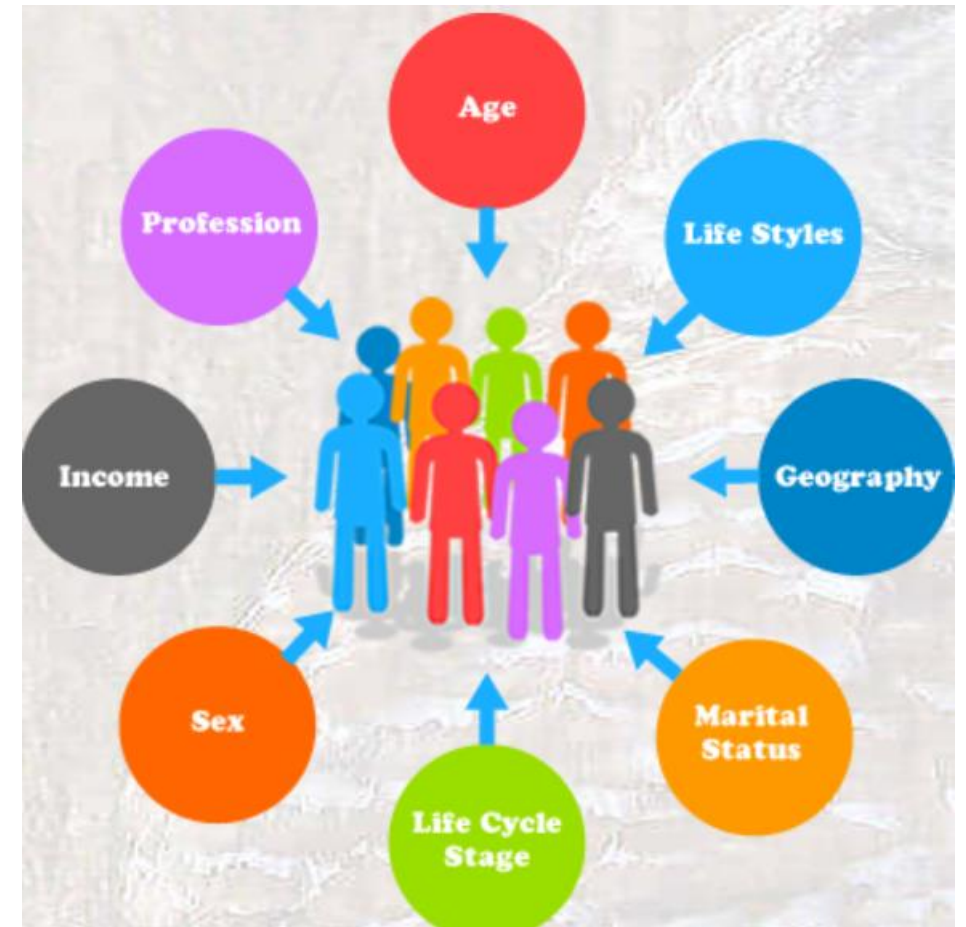 Age
Profession
Life Styles
Income
Geography
Sex
Marital
Status
Life Cycle
Stage